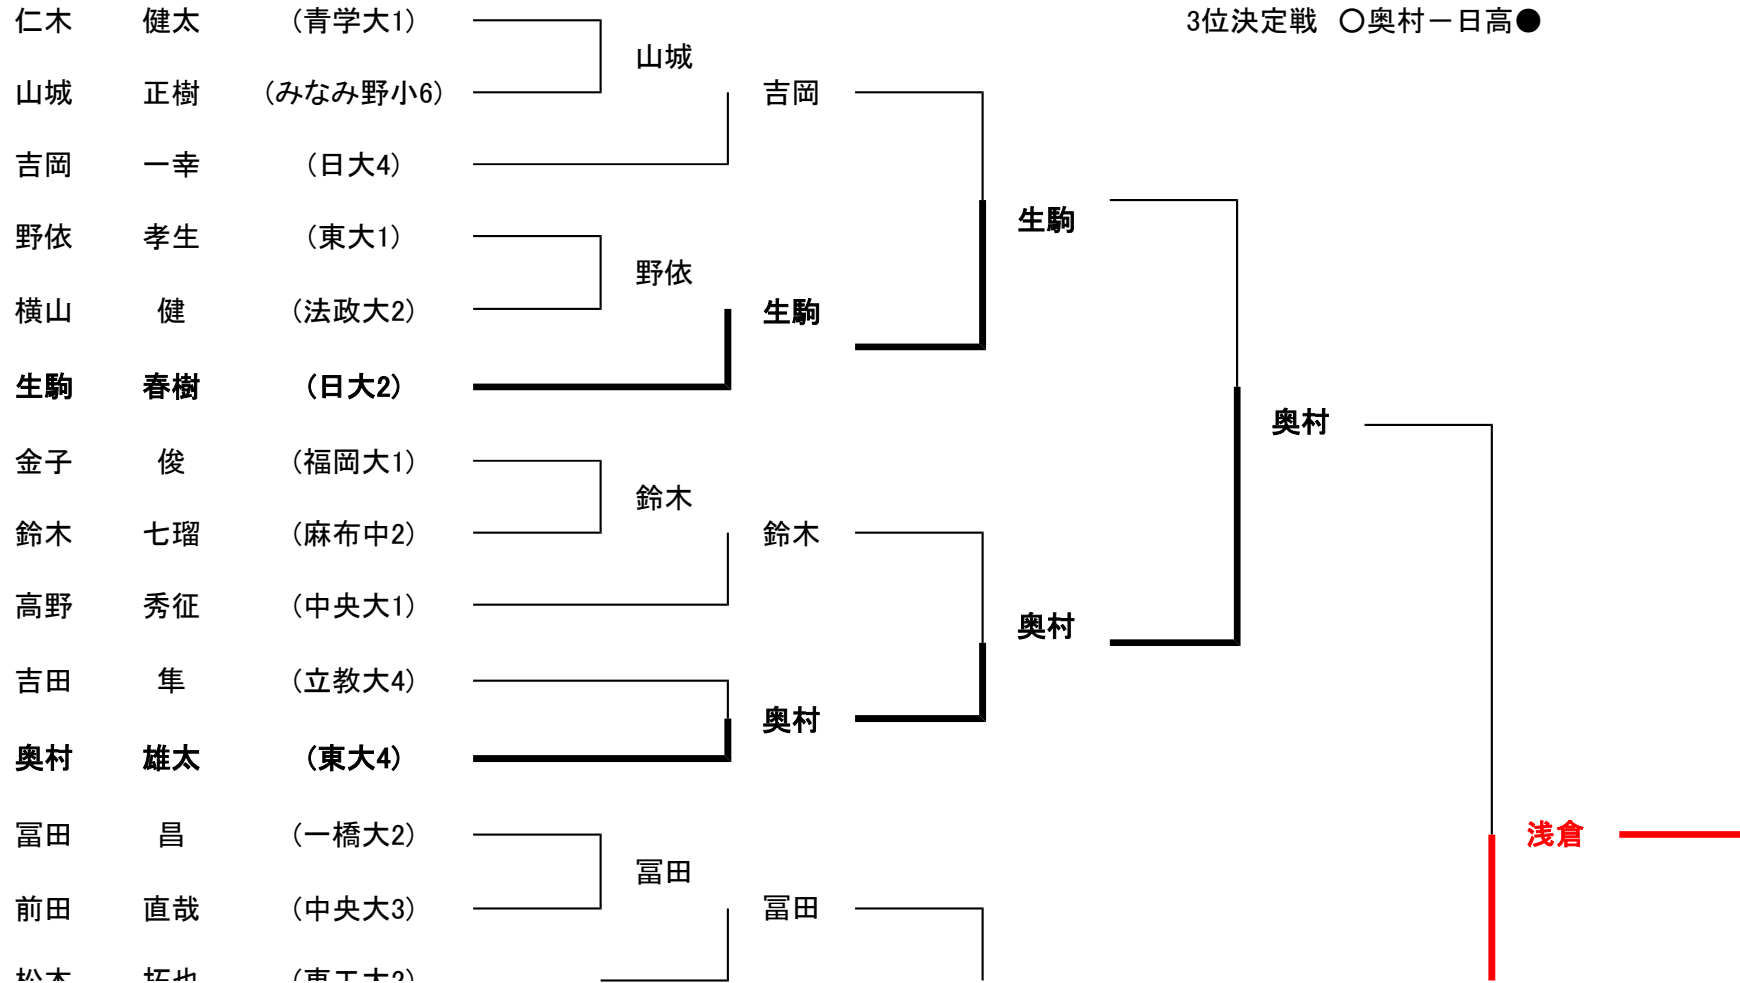 仁木 健太 (青学大1)
3位決定戦 〇奥村－日高●
山城
山城 正樹 (みなみ野小6)
吉岡
吉岡 一幸 (日大4)
野依 孝生 (東大1)
生駒
野依
横山 健 (法政大2)
生駒
生駒 春樹 (日大2)
奥村
金子 俊 (福岡大1)
鈴木
鈴木 七瑠 (麻布中2)
鈴木
高野 秀征 (中央大1)
奥村
吉田 隼 (立教大4)
奥村
奥村 雄太 (東大4)
冨田 昌 (一橋大2)
浅倉
冨田
前田 直哉 (中央大3)
冨田
松本 拓也